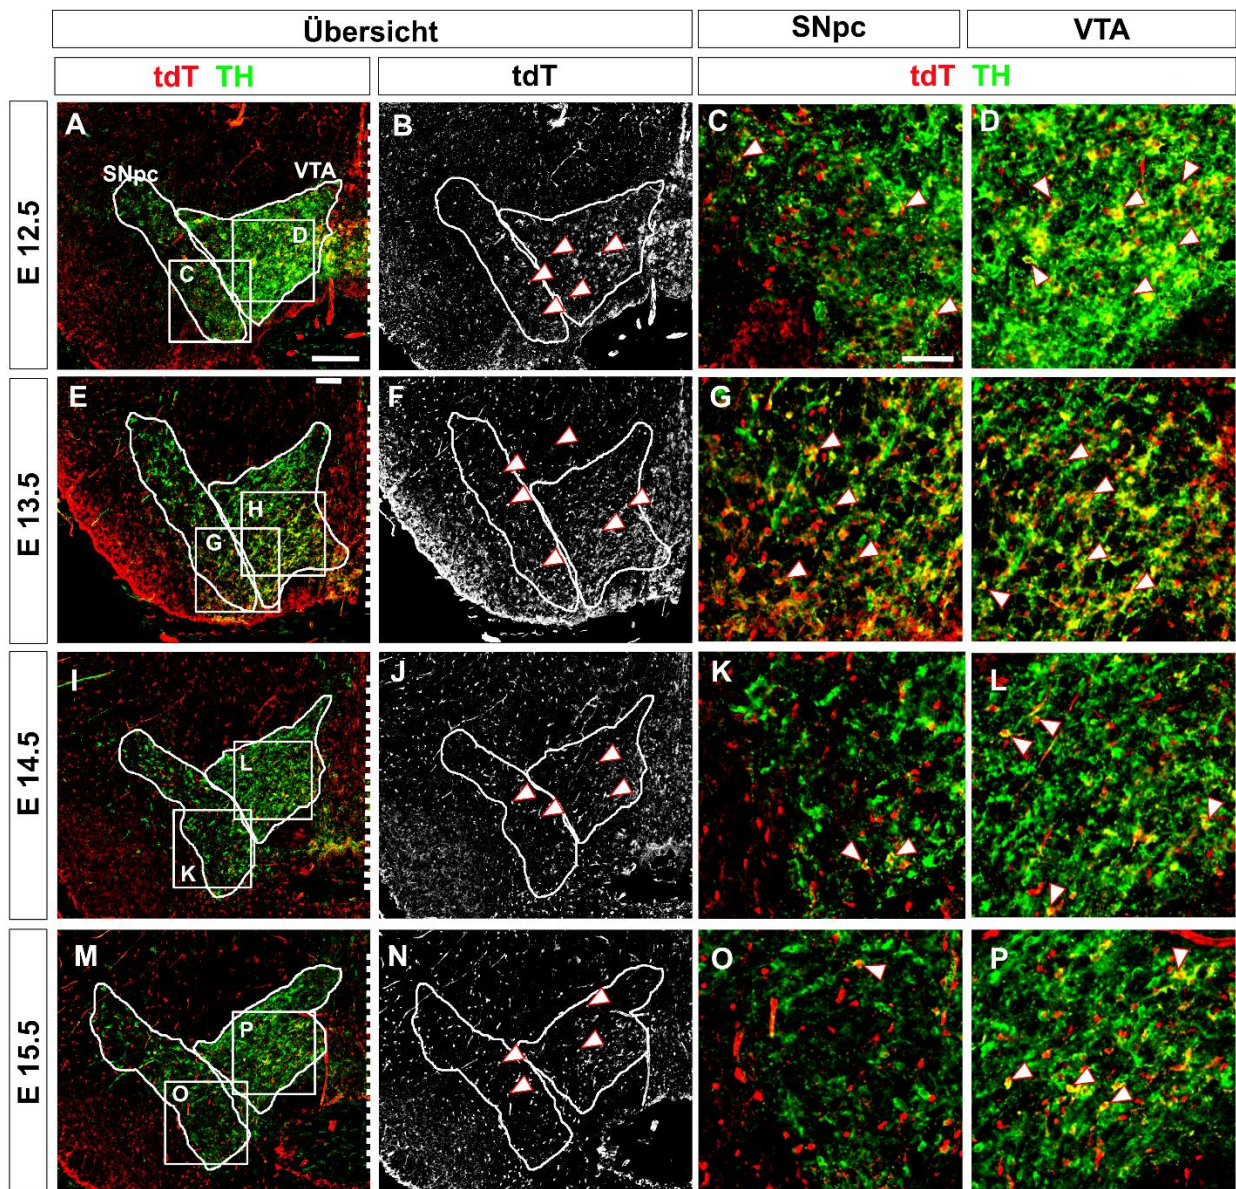 Übersicht SNpc VTA
tdT TH tdT tdT TH
E 12.5
A B C D
SNpc VTA
D
C
E 13.5
E F G
H
G
E 14.5
I J K L
L
K
E 15.5
M N O P
P
O